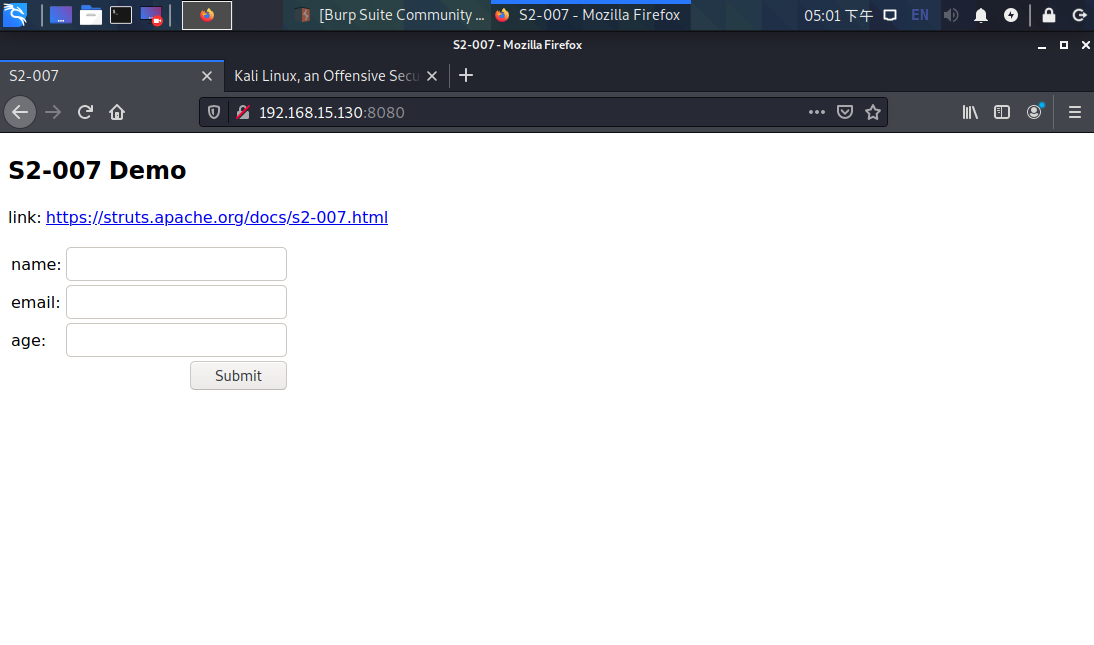 [Burp Suite Community ... S2-007 - Mozilla Firefox 05:01 下午 EN
S2-007 - Mozilla Firefox
S2-007 Kali Linux, an Offensive Secu
192.168.15.130:8080
S2-007 Demo
link: https://struts.apache.org/docs/s2-007.html
name:
email:
age:
Submit